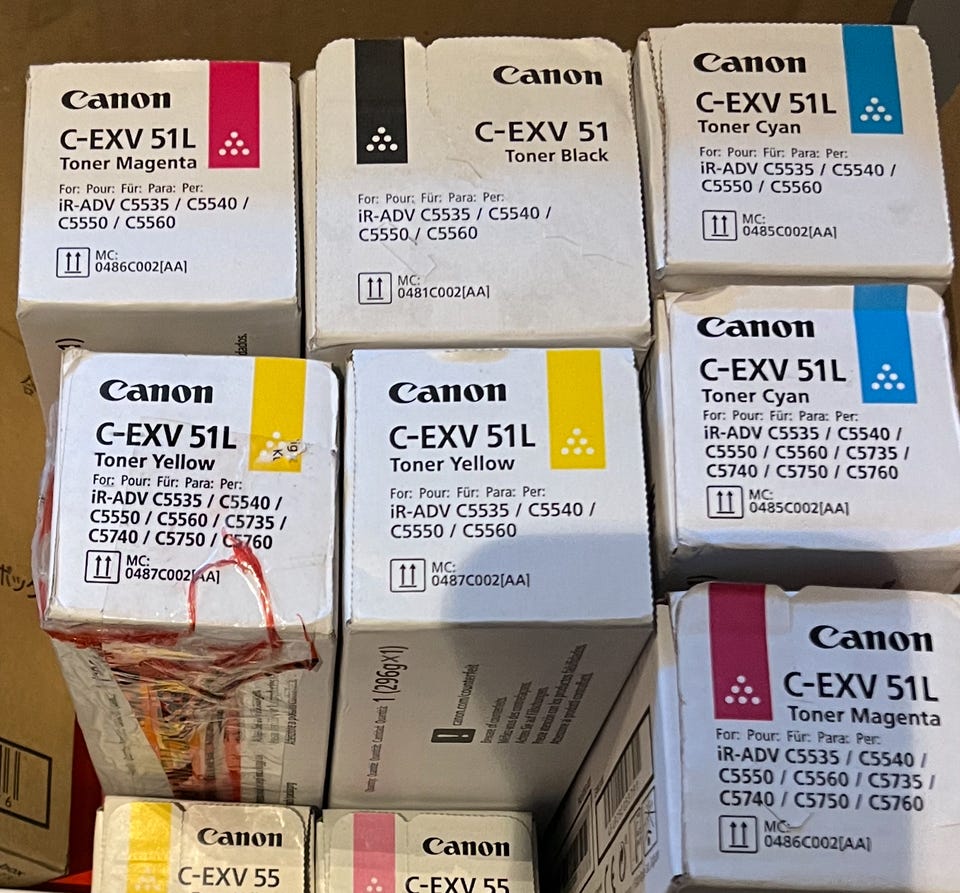 Canon
C-EXV 51L
Toner Magenta
For: Pour: Für: Para: Per:
iR-ADV C5535 / C5540 /
C5550 / C5560
MC:
0486C002[AA]
Canon
C-EXV 51
Toner Black
For: Pour: Für: Para: Per:
iR-ADV C5535 / C5540 /
C5550 / C5560
MC:
0481C002[AA]
Canon
C-EXV 51L
Toner Cyan
For: Pour: Für: Para: Per:
iR-ADV C5535 / C5540 /
C5550 / C5560
MC:
0485C002[AA]
Canon
C-EXV 51L
Toner Yellow
For: Pour: Für: Para: Per:
iR-ADV C5535 / C5540 /
C5550 / C5560 / C5735 /
C5740 / C5750 / C5760
MC:
0487C002[AA]
Canon
C-EXV 51L
Toner Yellow
For: Pour: Für: Para: Per:
iR-ADV C5535 / C5540 /
C5550 / C5560
MC:
0487C002[AA]
(296g×1)
canon.com/counterfeit
Canon
C-EXV 51L
Toner Cyan
For: Pour: Für: Para: Per:
iR-ADV C5535 / C5540 /
C5550 / C5560 / C5735 /
C5740 / C5750 / C5760
MC:
0485C002[AA]
Canon
C-EXV 51L
Toner Magenta
For: Pour: Für: Para: Per:
iR-ADV C5535 / C5540 /
C5550 / C5560 / C5735 /
C5740 / C5750 / C5760
MC:
0486C002[AA]
Canon
C-EXV 55
Canon
C-EXV 55
6